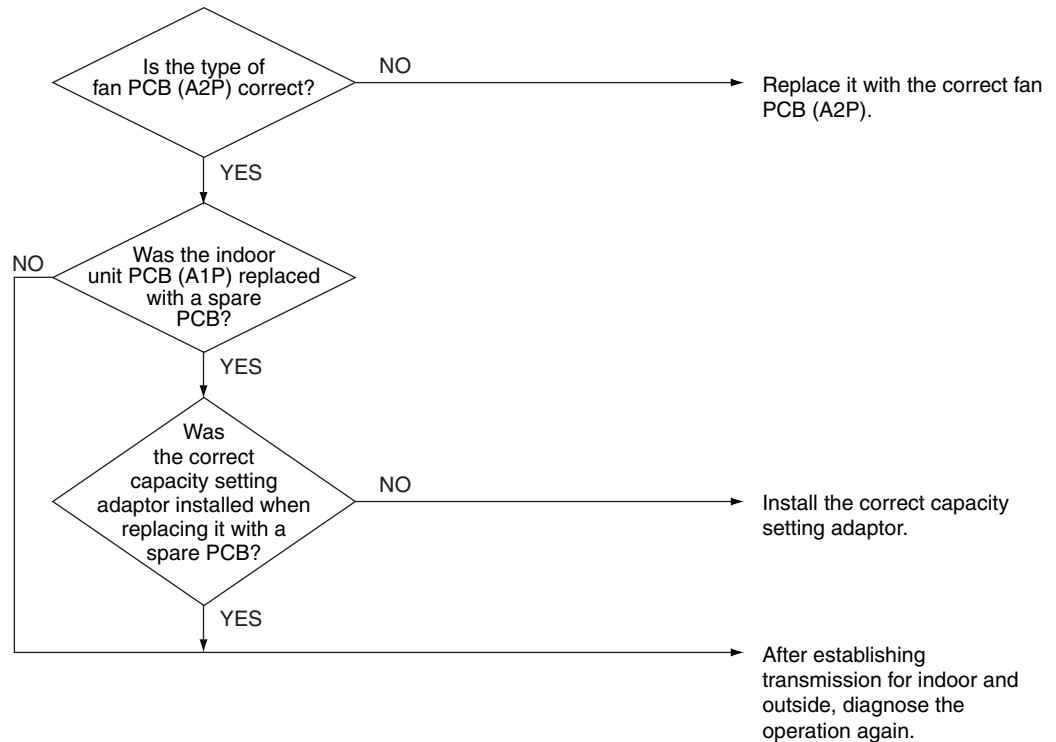 Is the type of
fan PCB (A2P) correct?
NO
Replace it with the correct fan
PCB (A2P).
YES
NO
Was the indoor
unit PCB (A1P) replaced
with a spare
PCB?
YES
Was
the correct
capacity setting
adaptor installed when
replacing it with a
spare PCB?
NO
Install the correct capacity
setting adaptor.
YES
After establishing
transmission for indoor and
outside, diagnose the
operation again.